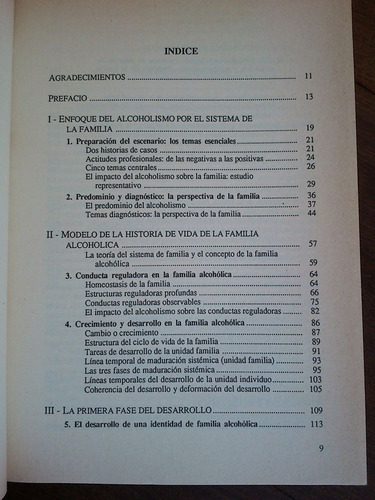 INDICE
AGRADECIMIENTOS 11
PREFACIO 13
I - ENFOQUE DEL ALCOHOLISMO POR EL SISTEMA DE
LA FAMILIA 19
1. Preparación del escenario: los temas esenciales 21
Dos historias de casos 21
Actitudes profesionales: de las negativas a las positivas 24
Cinco temas centrales 26
El impacto del alcoholismo sobre la familia: estudio
representativo 29
2. Predominio y diagnóstico: la perspectiva de la familia 36
El predominio del alcoholismo 37
Temas diagnósticos: la perspectiva de la familia 44
II - MODELO DE LA HISTORIA DE VIDA DE LA FAMILIA
ALCOHOLICA 57
La teoría del sistema de familia y el concepto de la familia
alcohólica 59
3. Conducta reguladora en la familia alcohólica 64
Homeostasis de la familia 64
Estructuras reguladoras profundas 66
Conductas reguladoras observables 75
El impacto del alcoholismo sobre las conductas reguladoras 82
4. Crecimiento y desarrollo en la familia alcohólica 86
Cambio o crecimiento 87
Estructura del ciclo de vida de la familia 89
Tareas de desarrollo de la unidad familiar 91
Línea temporal de maduración sistémica (unidad familia) 93
Las tres fases de maduración sistémica 95
Líneas temporales del desarrollo de la unidad individuo 103
Coherencia del desarrollo y deformación del desarrollo 105
III - LA PRIMERA FASE DEL DESARROLLO 109
5. El desarrollo de una identidad de familia alcohólica 113
9